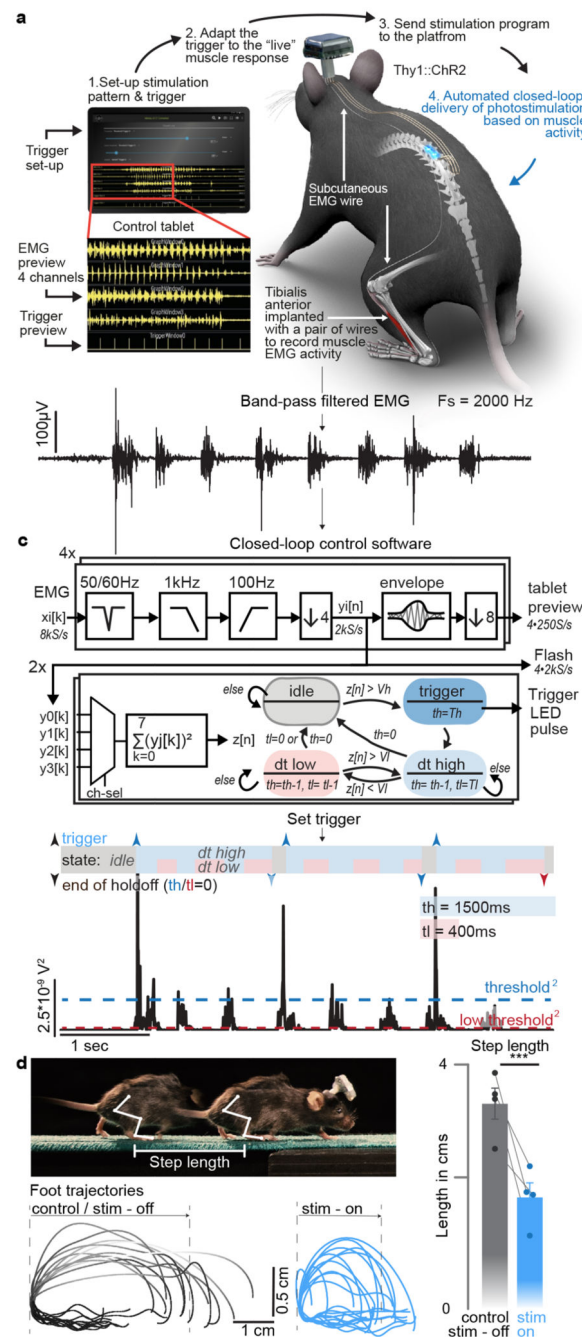 a
2. Adapt the
trigger to the “live”
muscle response
3. Send stimulation program
to the platfrom
Thy1::ChR2
1.Set-up stimulation
pattern & trigger
4. Automated closed-loop
delivery of photostimulation
based on muscle
activity
Trigger
set-up
Subcutaneous
EMG wire
Control tablet
EMG
preview
4 channels
GraphWindow0
Trigger
preview
TriggerWindow0
Tibialis
anterior
implanted
with a pair of wires
to record muscle
EMG activity
Band-pass filtered EMG
Fs = 2000 Hz
100µV
c
Closed-loop control software
4x
EMG
50/60Hz
1kHz
100Hz
envelope
tablet
preview
xi[k]
↓4
yi[n]
↓8
8kS/s
2kS/s
4•250S/s
Flash
4•2kS/s
2x
y0[k]
y1[k]
y2[k]
y3[k]
ch-sel
7
∑(yj[k])²
k=0
z[n]
else
idle
z[n] > Vh
trigger
th=Th
Trigger
LED
pulse
tl=0 or
th=0
th=0
dt low
th=th-1, tl= tl-1
z[n] > Vl
z[n] < Vl
dt high
th= th-1, tl=Tl
else
else
Set trigger
trigger
state: idle
dt high
dt low
end of holdoff (th/tl=0)
th = 1500ms
tl = 400ms
2.5*10⁻⁹ V²
threshold²
low threshold²
1 sec
d
Step length
Step length
***
4
2
0
Length in cms
control
stim - off
stim
on
Foot trajectories
control / stim - off
stim - on
0.5 cm
1 cm